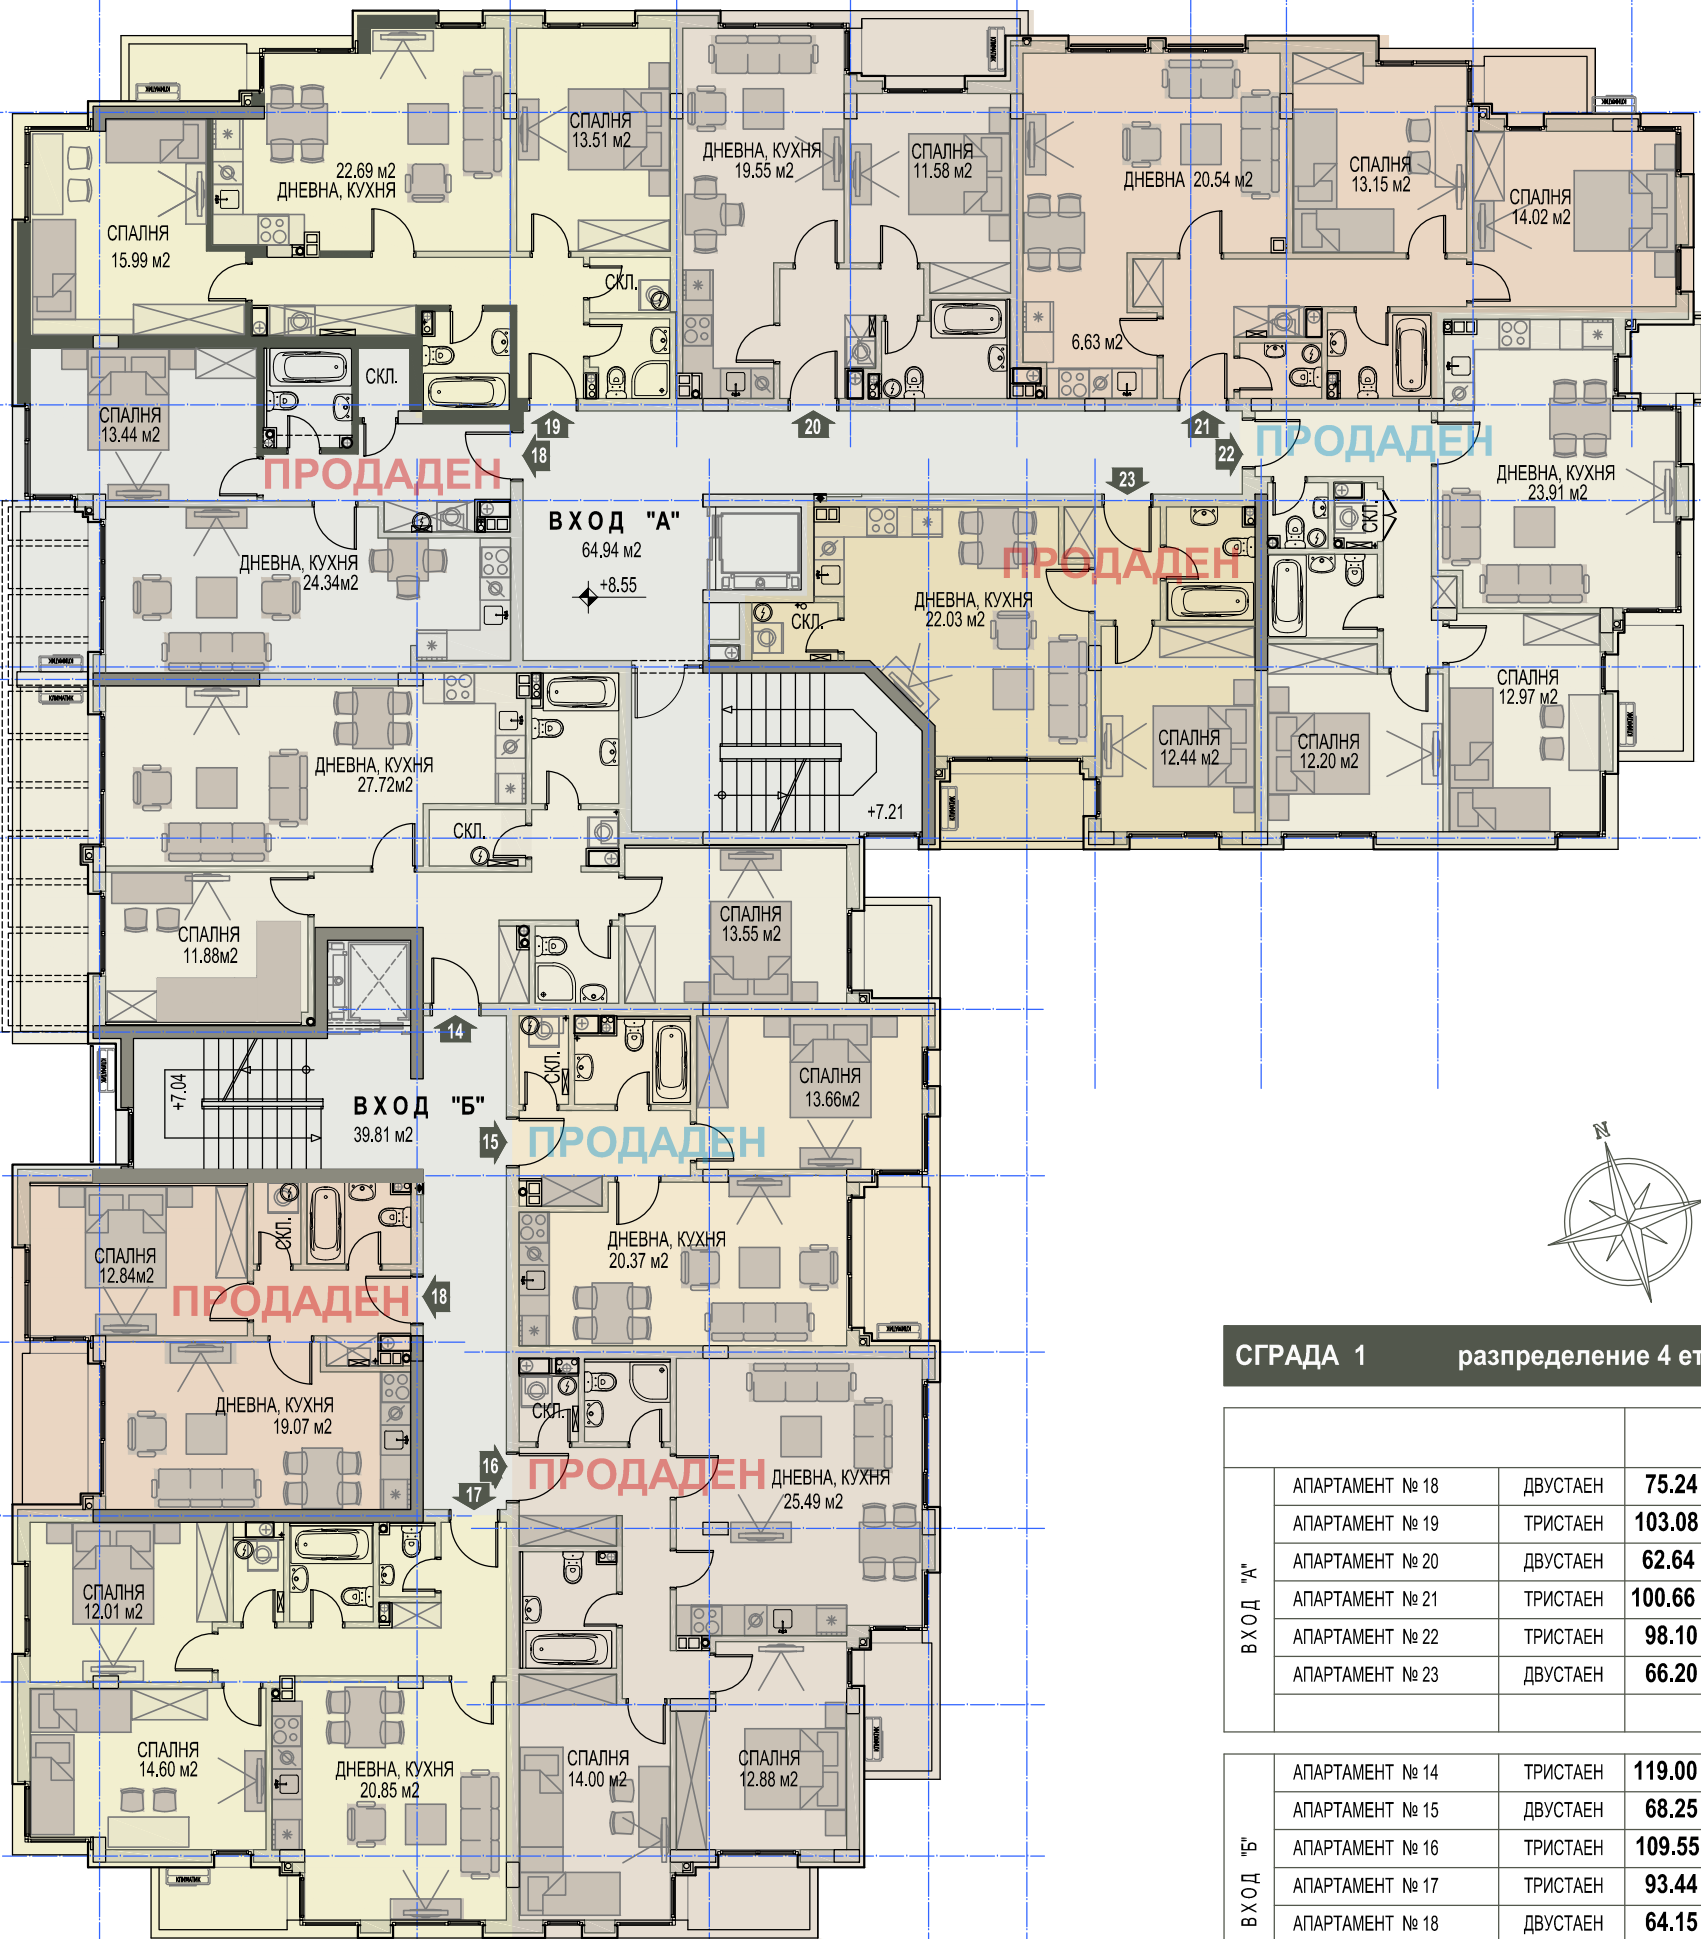 22.69 м2
ДНЕВНА, КУХНЯ
СПАЛНЯ
13.51 м2
ДНЕВНА, КУХНЯ
19.55 м2
СПАЛНЯ
11.58 м2
ДНЕВНА 20.54 м2
СПАЛНЯ
13.15 м2
СПАЛНЯ
14.02 м2
СПАЛНЯ
15.99 м2
СКЛ.
6.63 м2
СКЛ.
СПАЛНЯ
13.44 м2
19
20
21
18
22
23
ПРОДАДЕН
ПРОДАДЕН
ДНЕВНА, КУХНЯ
23.91 м2
СКЛ.
ВХОД "А"
64.94 м2
+8.55
ДНЕВНА, КУХНЯ
24.34м2
ПРОДАДЕН
ДНЕВНА, КУХНЯ
22.03 м2
СКЛ.
СПАЛНЯ
12.97 м2
СПАЛНЯ
12.44 м2
СПАЛНЯ
12.20 м2
КЛИМАТИК
ДНЕВНА, КУХНЯ
27.72м2
+7.21
СКЛ.
СПАЛНЯ
13.55 м2
СПАЛНЯ
11.88м2
14
+7.04
ВХОД "Б"
39.81 м2
СКЛ.
СПАЛНЯ
13.66м2
15
ПРОДАДЕН
СПАЛНЯ
12.84м2
СКЛ.
ПРОДАДЕН
18
ДНЕВНА, КУХНЯ
20.37 м2
N
ДНЕВНА, КУХНЯ
19.07 м2
СКЛ.
16
17
ПРОДАДЕН
ДНЕВНА, КУХНЯ
25.49 м2
СПАЛНЯ
12.01 м2
СПАЛНЯ
14.60 м2
ДНЕВНА, КУХНЯ
20.85 м2
СПАЛНЯ
14.00 м2
СПАЛНЯ
12.88 м2
КЛИМАТИК
СГРАДА 1 разпределение 4 ет
ВХОД "А"
АПАРТАМЕНТ № 18 ДВУСТАЕН 75.24
АПАРТАМЕНТ № 19 ТРИСТАЕН 103.08
АПАРТАМЕНТ № 20 ДВУСТАЕН 62.64
АПАРТАМЕНТ № 21 ТРИСТАЕН 100.66
АПАРТАМЕНТ № 22 ТРИСТАЕН 98.10
АПАРТАМЕНТ № 23 ДВУСТАЕН 66.20
ВХОД "Б"
АПАРТАМЕНТ № 14 ТРИСТАЕН 119.00
АПАРТАМЕНТ № 15 ДВУСТАЕН 68.25
АПАРТАМЕНТ № 16 ТРИСТАЕН 109.55
АПАРТАМЕНТ № 17 ТРИСТАЕН 93.44
АПАРТАМЕНТ № 18 ДВУСТАЕН 64.15